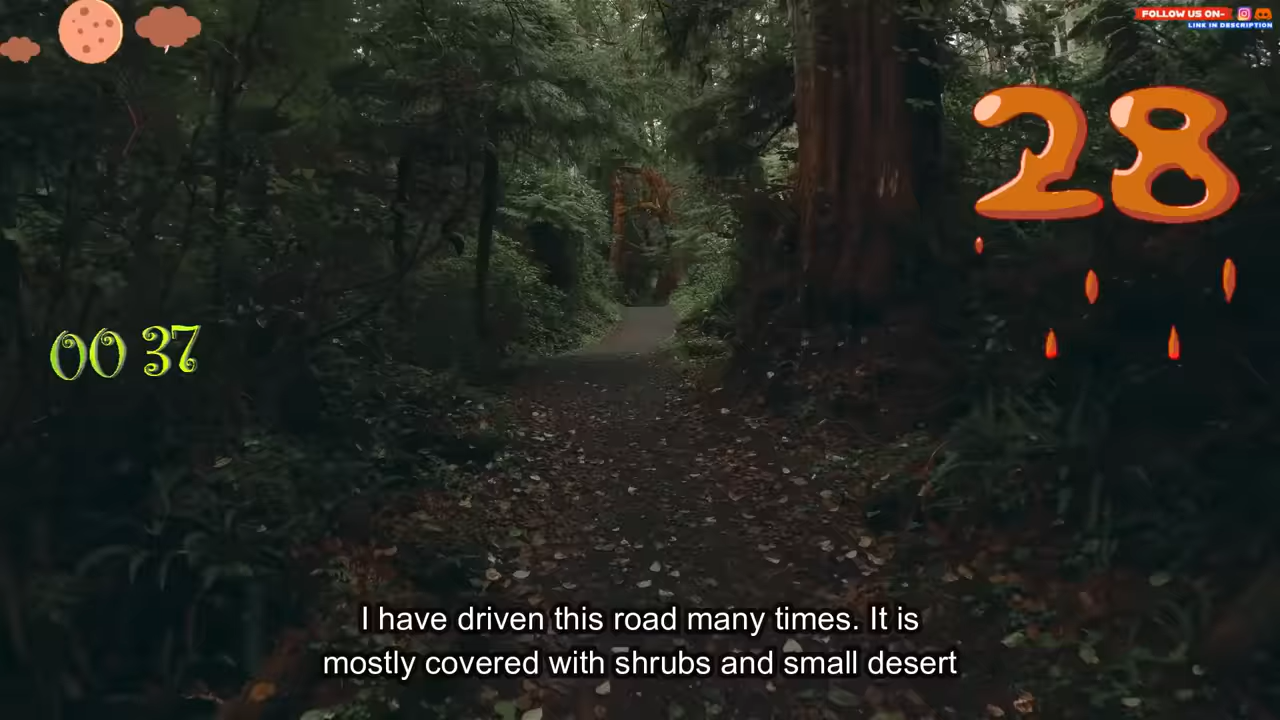 FOLLOW US ON-
LINK IN DESCRIPTION
28
00 37
I have driven this road many times. It is
mostly covered with shrubs and small desert